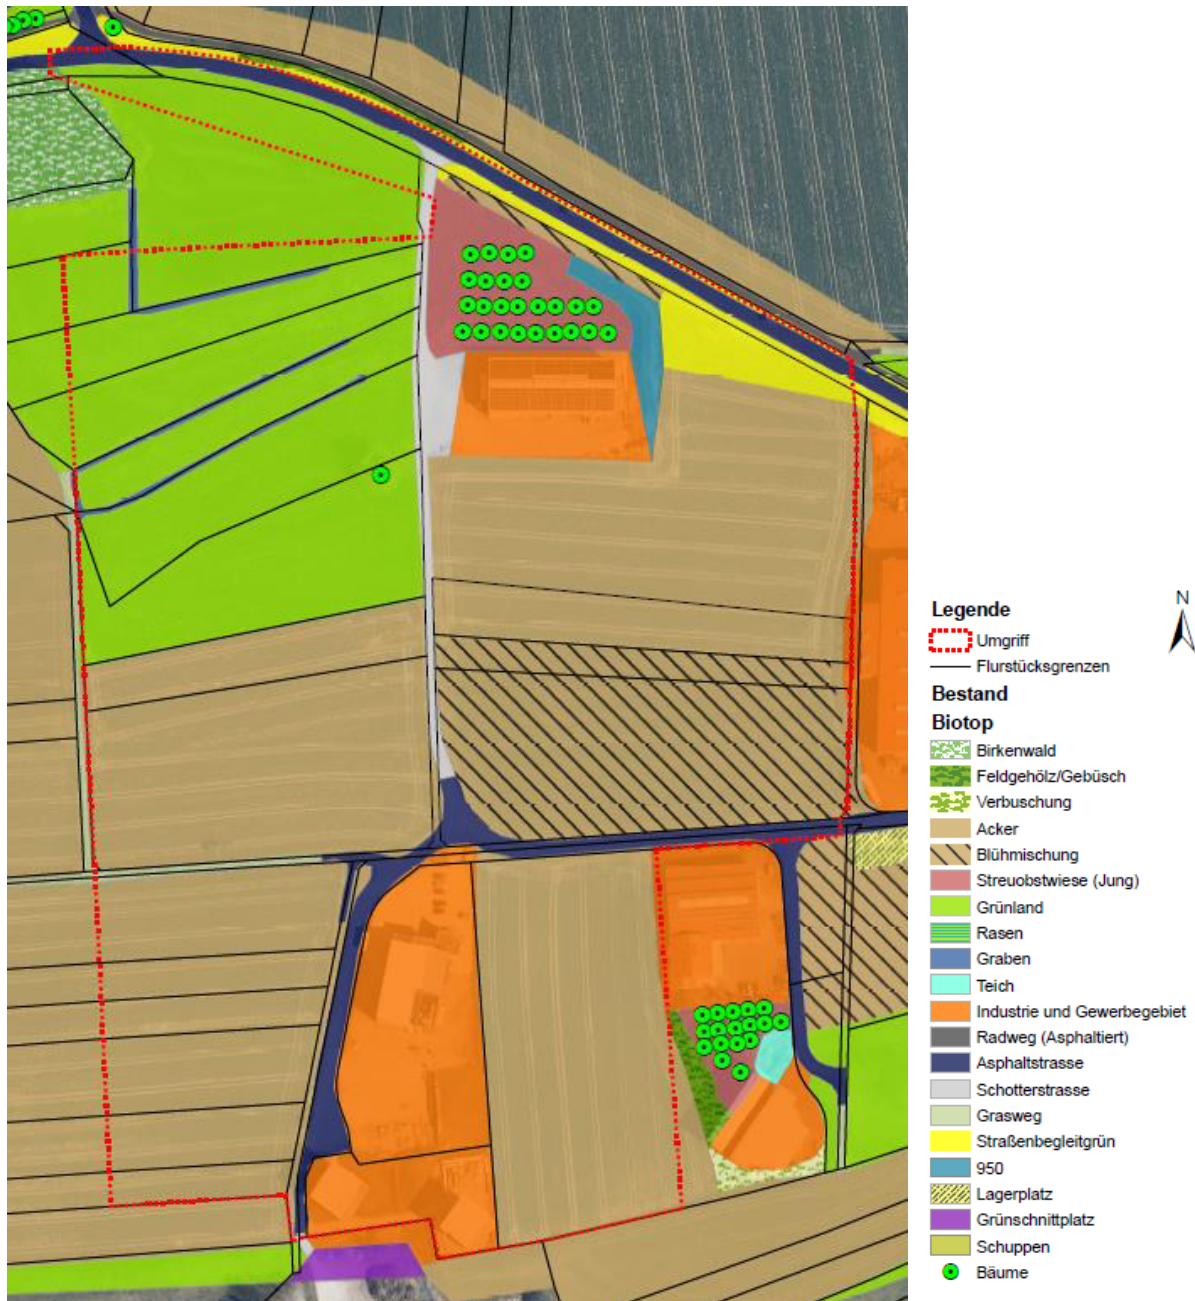 N
Legende
Umgriff
Flurstücksgrenzen
Bestand
Biotop
Birkenwald
Feldgehölz/Gebüsch
Verbuschung
Acker
Blühmischung
Streuobstwiese (Jung)
Grünland
Rasen
Graben
Teich
Industrie und Gewerbegebiet
Radweg (Asphaltiert)
Asphaltstrasse
Schotterstrasse
Grasweg
Straßenbegleitgrün
950
Lagerplatz
Grünschnittplatz
Schuppen
Bäume